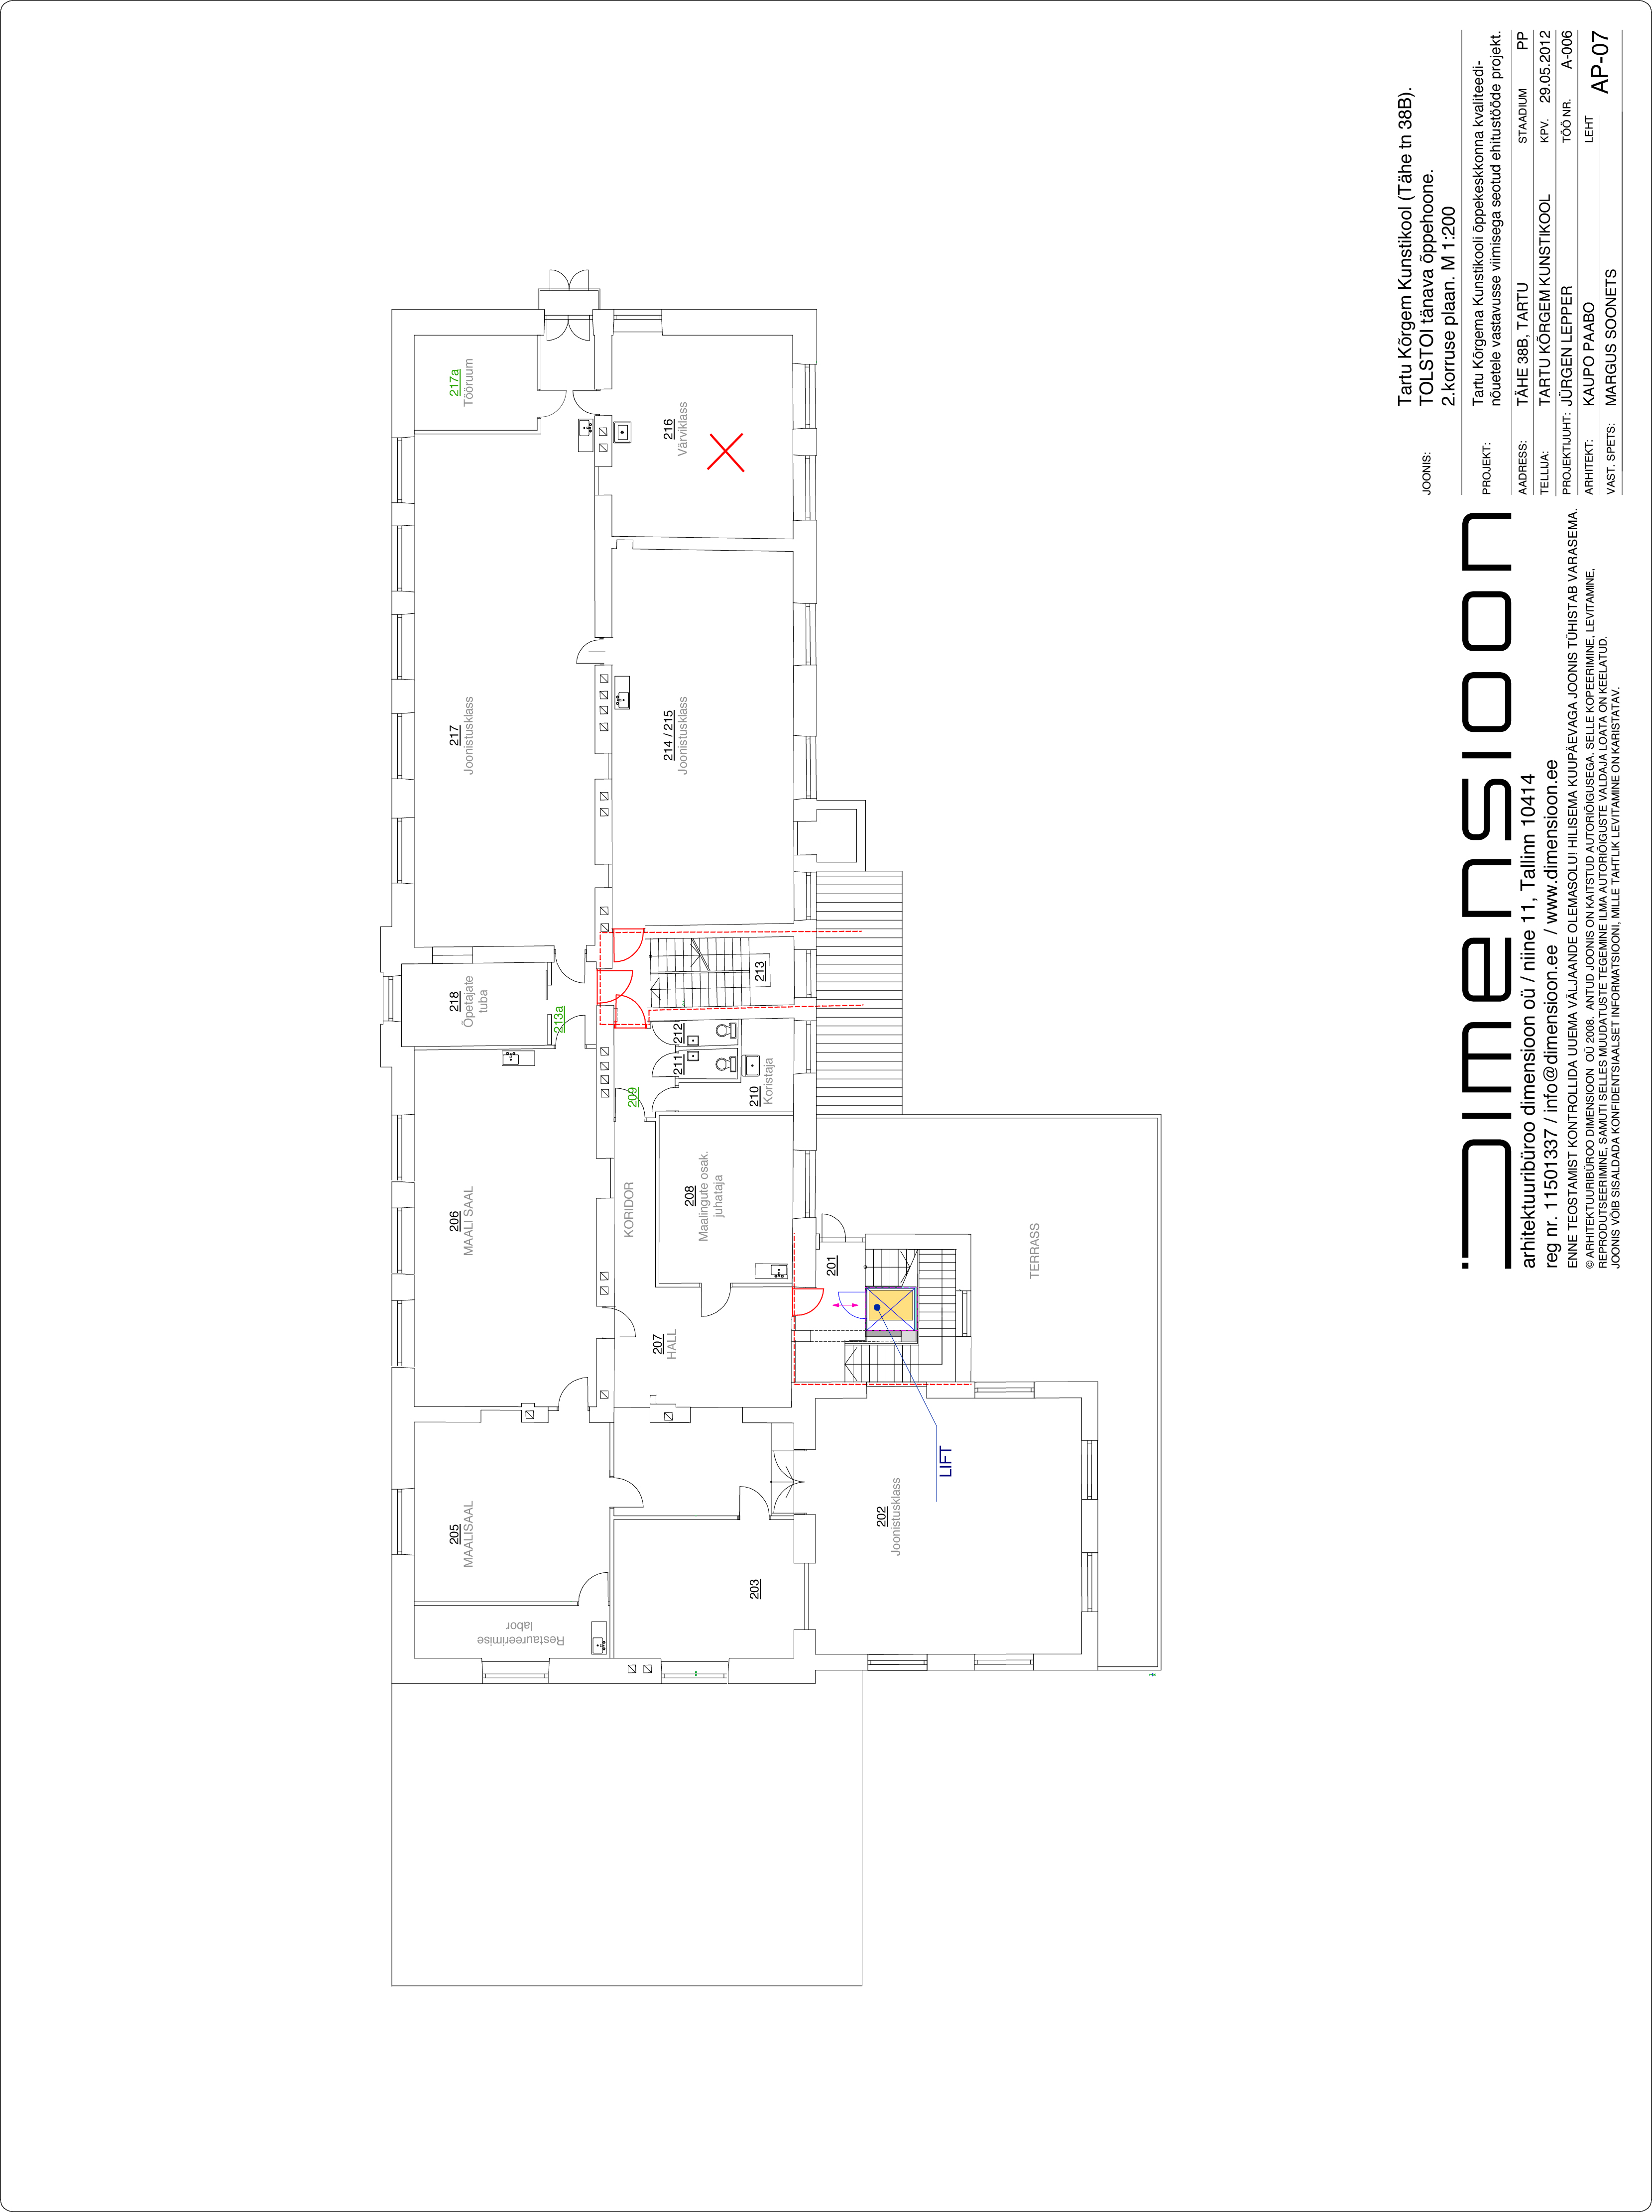 217a
Tööruum
216
Värviklass
217
Joonistusklass
214 / 215
Joonistusklass
218
Õpetajate
tuba
213a
213
212
211
209
210
Koristaja
206
MAALI SAAL
KORIDOR
208
Maalingute osak.
juhataja
201
TERRASS
207
HALL
LIFT
205
MAALISAAL
202
Joonistusklass
203
Restaureerimise
labor
JOONIS:
Tartu Kõrgem Kunstikool (Tähe tn 38B).
TOLSTOI tänava õppehoone.
2.korruse plaan. M 1:200
PROJEKT:
Tartu Kõrgema Kunstikooli õppekeskkonna kvaliteedi-
nõuetele vastavusse viimisega seotud ehitustööde projekt.
AADRESS: TÄHE 38B, TARTU STAADIUM PP
TELLIJA: TARTU KÕRGEM KUNSTIKOOL KPV. 29.05.2012
PROJEKTIJUHT: JÜRGEN LEPPER TÖÖ NR. A-006
ARHITEKT: KAUPO PAABO LEHT AP-07
VAST. SPETS: MARGUS SOONETS
Dimensioon
arhitektuuribüroo dimensioon oü / niine 11, Tallinn 10414
reg nr. 11501337 / info@dimensioon.ee / www.dimensioon.ee
ENNE TEOSTAMIST KONTROLLIDA UUEMA VÄLJAANDE OLEMASOLU! HILISEMA KUUPÄEVAGA JOONIS TÜHISTAB VARASEMA.
© ARHITEKTUURIBÜROO DIMENSIOON OÜ 2008. ANTUD JOONIS ON KAITSTUD AUTORIÕIGUSEGA. SELLE KOPEERIMINE, LEVITAMINE,
REPRODUTSEERIMINE, SAMUTI SELLES MUUDATUSTE TEGEMINE ILMA AUTORIÕIGUSTE VALDAJA LOATA ON KEELATUD.
JOONIS VÕIB SISALDADA KONFIDENTSIAALSET INFORMATSIOONI, MILLE TAHTLIK LEVITAMINE ON KARISTATAV.